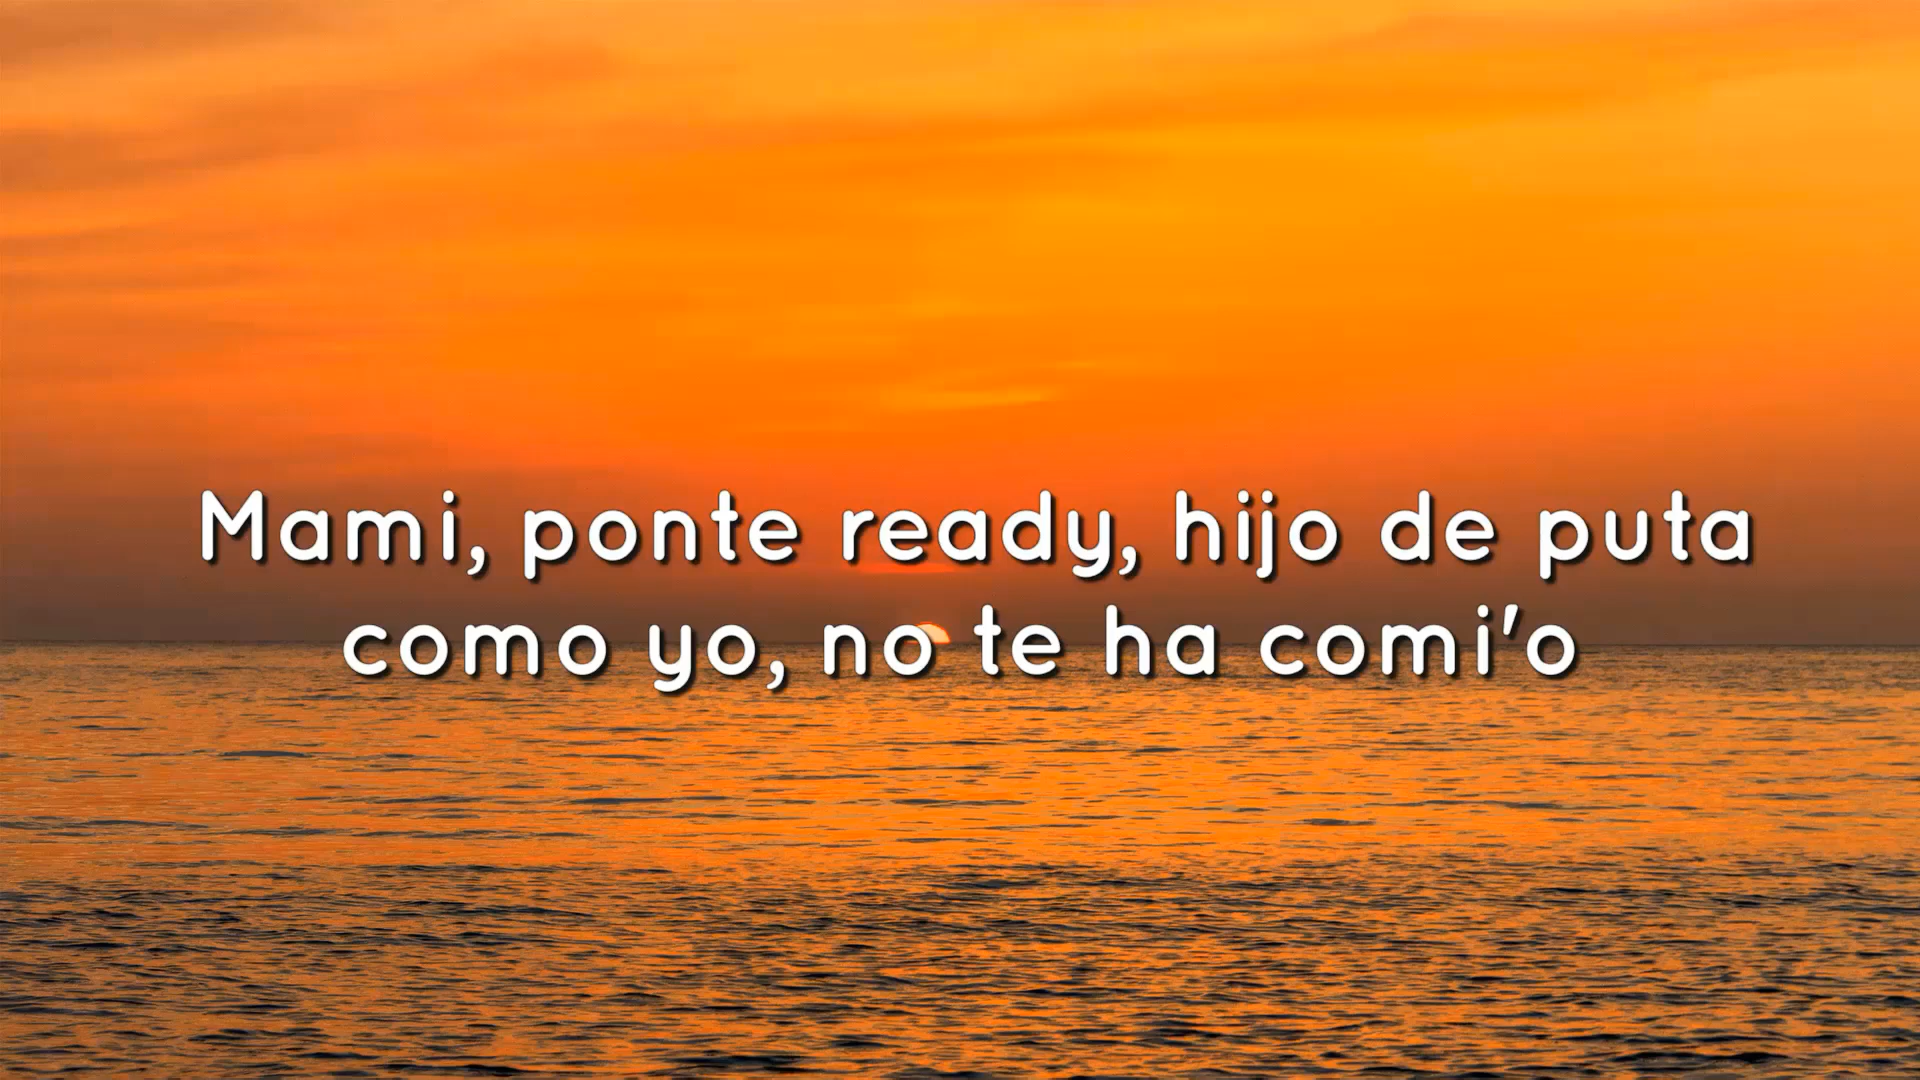 Mami, ponte ready, hijo de puta
como yo, no te ha comi'o